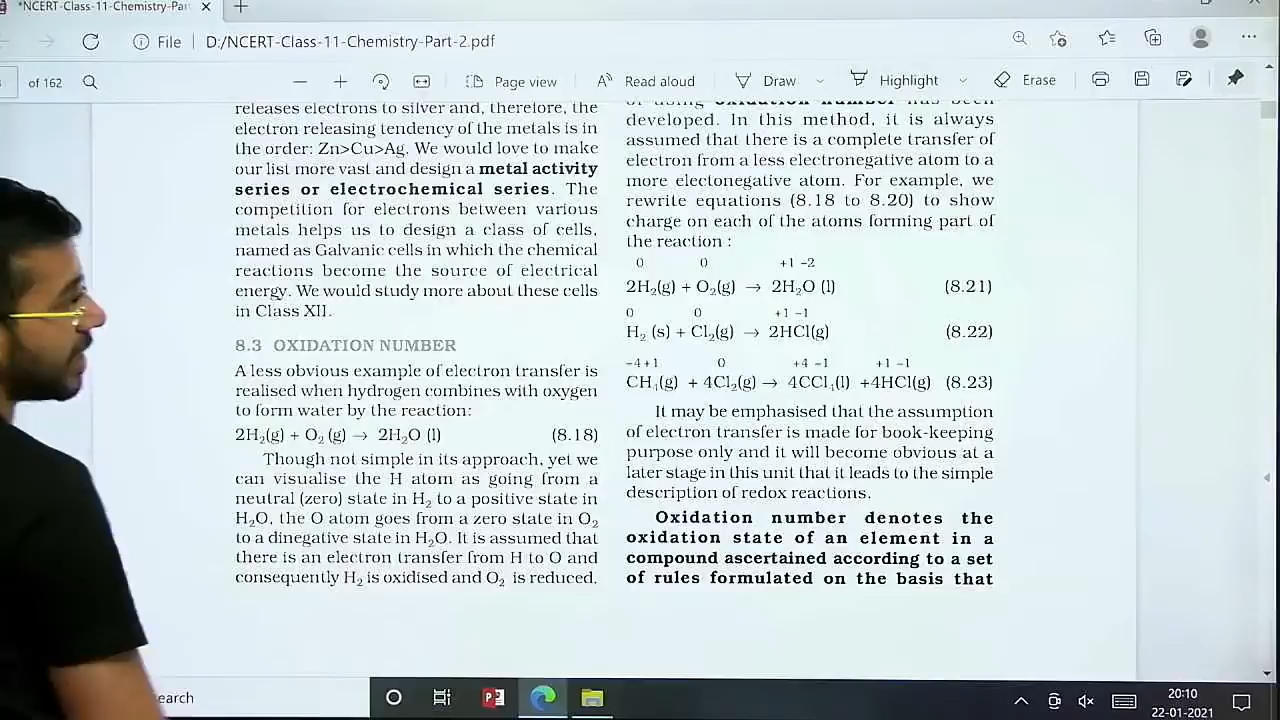 *NCERT-Class-11-Chemistry-Par
File D:/NCERT-Class-11-Chemistry-Part-2.pdf
of 162
Page view
Read aloud
Draw
Highlight
Erase
releases electrons to silver and, therefore, the
electron releasing tendency of the metals is in
the order: Zn>Cu>Ag. We would love to make
our list more vast and design a metal activity
series or electrochemical series. The
competition for electrons between various
metals helps us to design a class of cells,
named as Galvanic cells in which the chemical
reactions become the source of electrical
energy. We would study more about these cells
in Class XII.
8.3 OXIDATION NUMBER
A less obvious example of electron transfer is
realised when hydrogen combines with oxygen
to form water by the reaction:
2H₂(g) + O₂ (g) → 2H₂O (l) (8.18)
Though not simple in its approach, yet we
can visualise the H atom as going from a
neutral (zero) state in H₂ to a positive state in
H₂O, the O atom goes from a zero state in O₂
to a dinegative state in H₂O. It is assumed that
there is an electron transfer from H to O and
consequently H₂ is oxidised and O₂ is reduced.
of using oxidation number has been
developed. In this method, it is always
assumed that there is a complete transfer of
electron from a less electronegative atom to a
more electonegative atom. For example, we
rewrite equations (8.18 to 8.20) to show
charge on each of the atoms forming part of
the reaction :
0 0 +1 -2
2H₂(g) + O₂(g) → 2H₂O (l) (8.21)
0 0 +1 -1
H₂ (s) + Cl₂(g) → 2HCl(g) (8.22)
-4 +1 0 +4 -1 +1 -1
CH₄(g) + 4Cl₂(g) → 4CCl₄(l) +4HCl(g) (8.23)
It may be emphasised that the assumption
of electron transfer is made for book-keeping
purpose only and it will become obvious at a
later stage in this unit that it leads to the simple
description of redox reactions.
Oxidation number denotes the
oxidation state of an element in a
compound ascertained according to a set
of rules formulated on the basis that
earch
20:10
22-01-2021